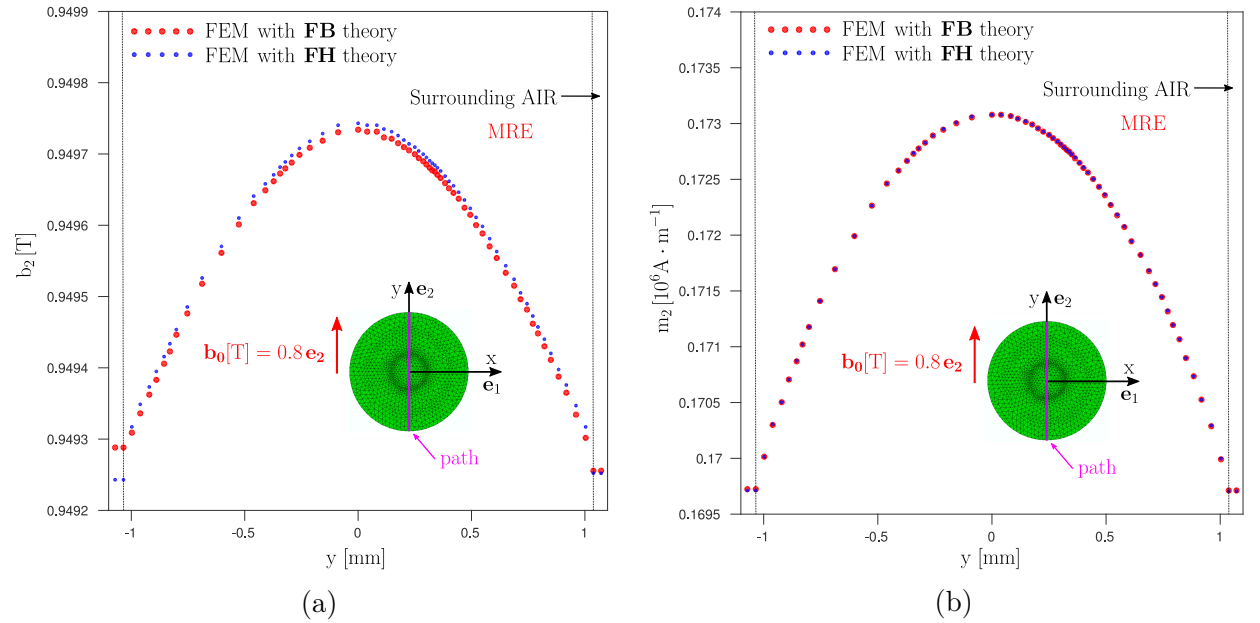 FEM with FB theory
FEM with FH theory
Surrounding AIR
MRE
b₂ [T]
0.9499
0.9498
0.9497
0.9496
0.9495
0.9494
0.9493
0.9492
y e₂
b₀[T] = 0.8 e₂
x
e₁
path
-1 -0.5 0 0.5 1
y [mm]
(a)
FEM with FB theory
FEM with FH theory
Surrounding AIR
MRE
m₂ [10⁶A · m⁻¹]
0.174
0.1735
0.173
0.1725
0.172
0.1715
0.171
0.1705
0.17
0.1695
y e₂
b₀[T] = 0.8 e₂
x
e₁
path
-1 -0.5 0 0.5 1
y [mm]
(b)